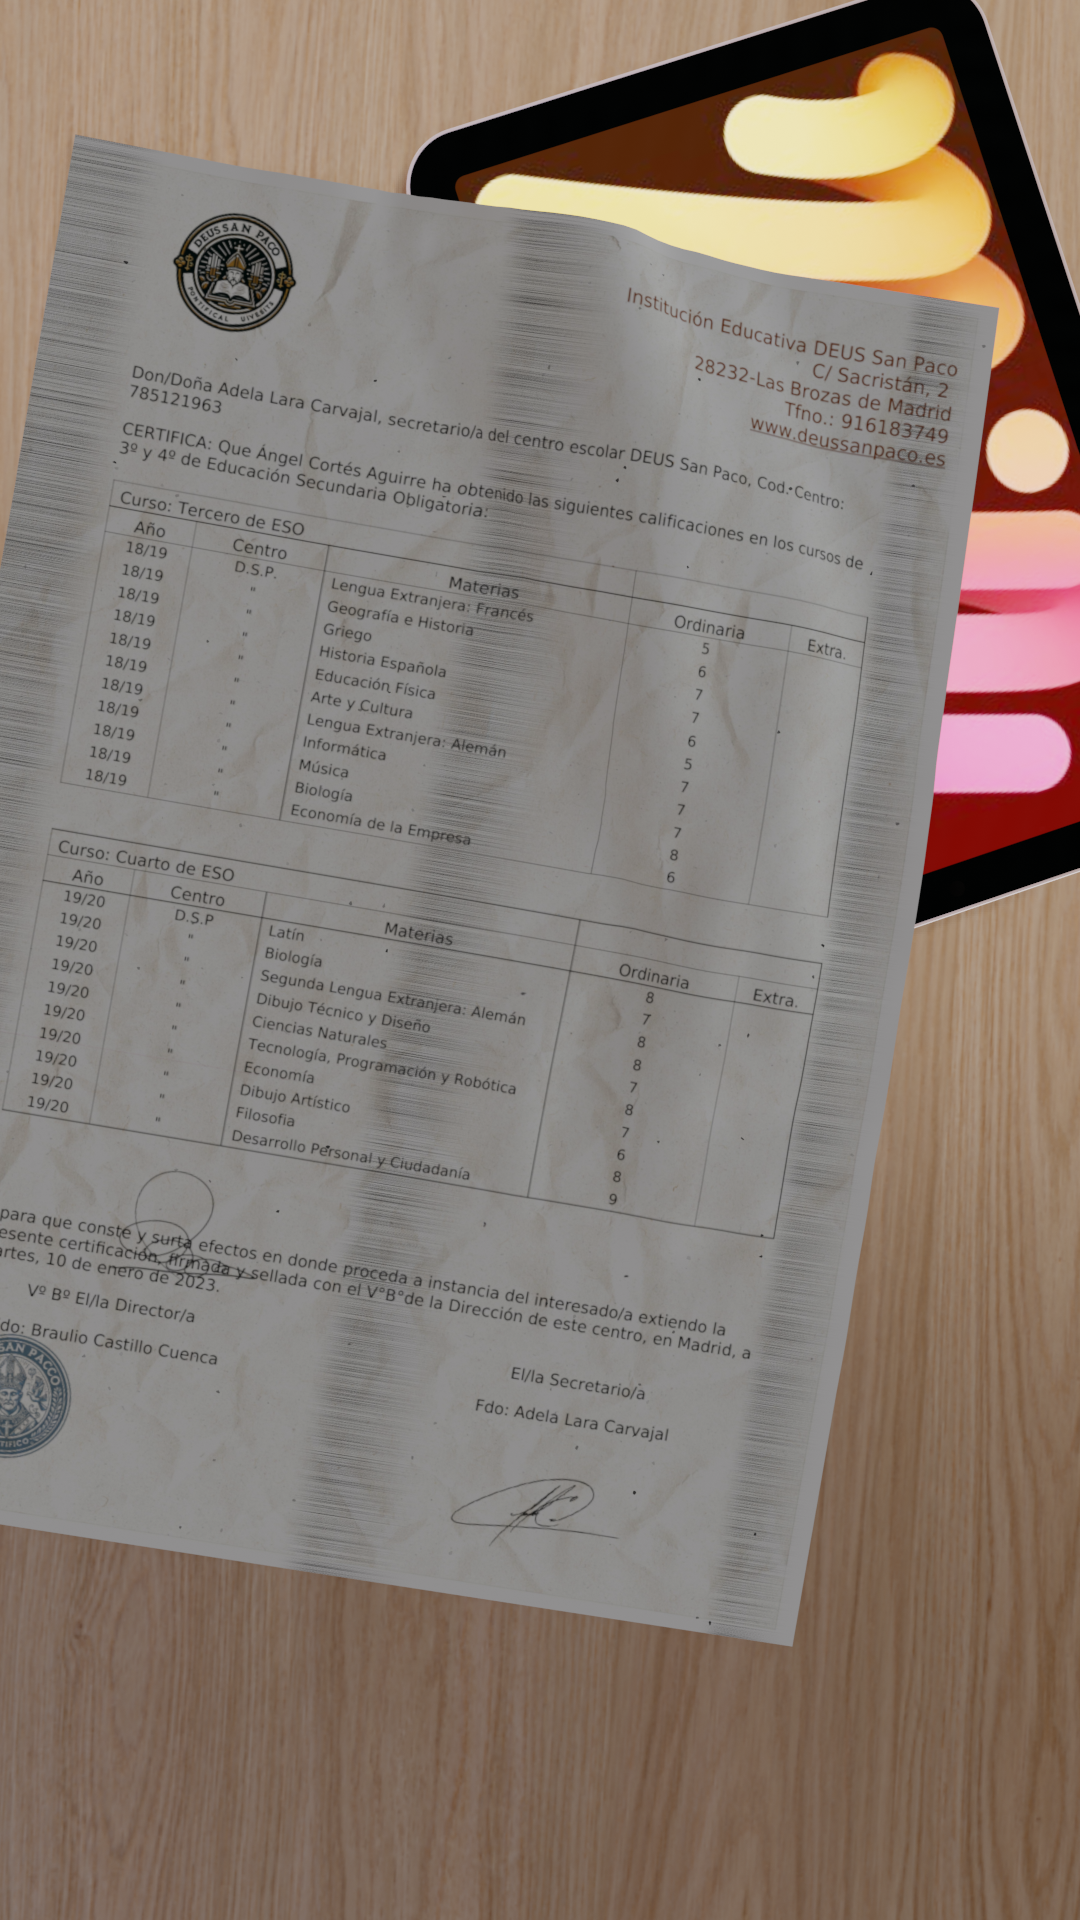 DEUS SAN PACO
PONTIFICAL UIVERITS
Institución Educativa DEUS San Paco
C/ Sacristán, 2
28232-Las Brozas de Madrid
Tfno.: 916183749
www.deussanpaco.es
Don/Doña Adela Lara Carvajal, secretario/a del centro escolar DEUS San Paco, Cod. Centro:
785121963
CERTIFICA: Que Ángel Cortés Aguirre ha obtenido las siguientes calificaciones en los cursos de
3º y 4º de Educación Secundaria Obligatoria:
Curso: Tercero de ESO
Año Centro Materias Ordinaria Extra.
18/19 D.S.P. Lengua Extranjera: Francés 5
18/19 " Geografía e Historia 6
18/19 " Griego 7
18/19 " Historia Española 7
18/19 " Educación Física 6
18/19 " Arte y Cultura 5
18/19 " Lengua Extranjera: Alemán 7
18/19 " Informática 7
18/19 " Música 7
18/19 " Biología 8
18/19 " Economía de la Empresa 6
Curso: Cuarto de ESO
Año Centro Materias Ordinaria Extra.
19/20 D.S.P Latín 8
19/20 " Biología 7
19/20 " Segunda Lengua Extranjera: Alemán 8
19/20 " Dibujo Técnico y Diseño 8
19/20 " Ciencias Naturales 7
19/20 " Tecnología, Programación y Robótica 8
19/20 " Economía 7
19/20 " Dibujo Artístico 6
19/20 " Filosofia 8
19/20 " Desarrollo Personal y Ciudadanía 9
para que conste y surta efectos en donde proceda a instancia del interesado/a extiendo la
esente certificación, firmada y sellada con el V°B°de la Dirección de este centro, en Madrid, a
artes, 10 de enero de 2023.
Vº Bº El/la Director/a
do: Braulio Castillo Cuenca
El/la Secretario/a
Fdo: Adela Lara Carvajal
SAN PACCO
TIFICO